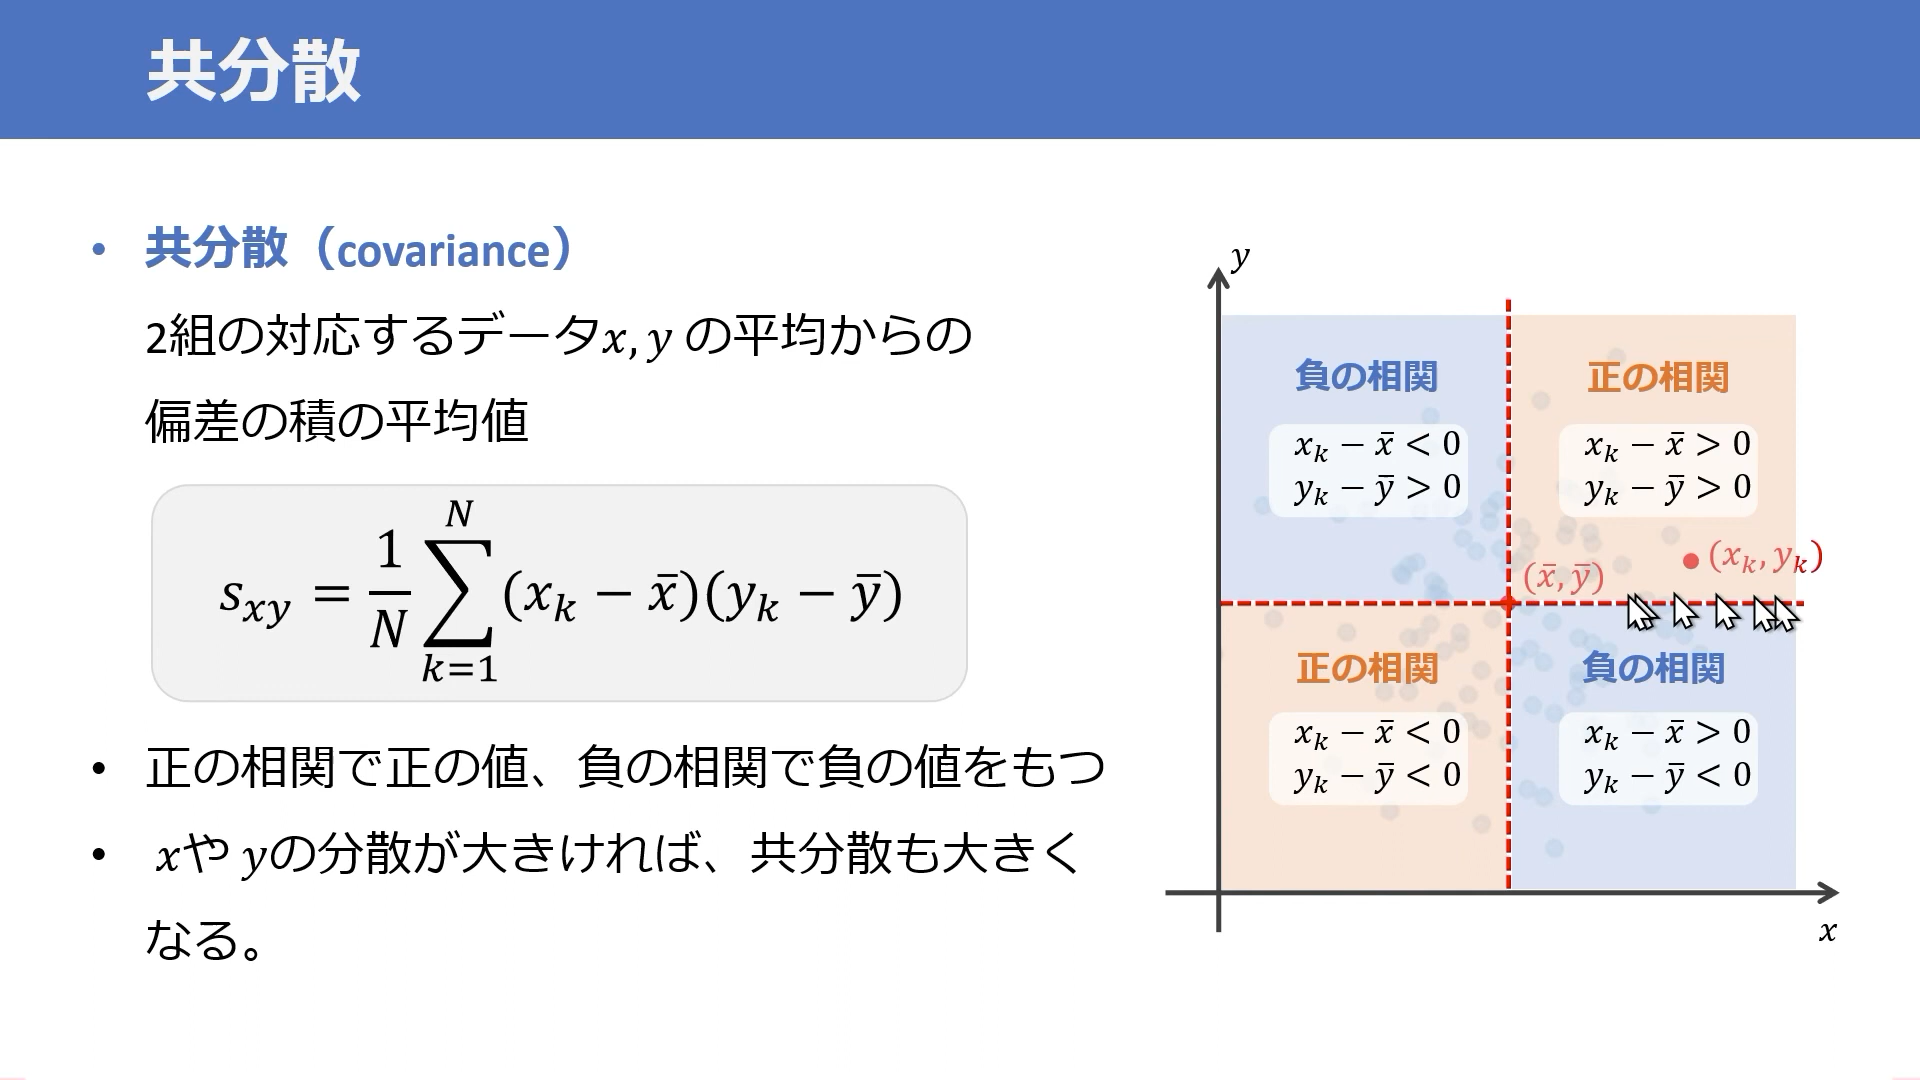 共分散
• 共分散（covariance）
2組の対応するデータx, y の平均からの
偏差の積の平均値
s_{xy} = \frac{1}{N} \sum_{k=1}^{N} (x_k − x̄)(y_k − ȳ)
• 正の相関で正の値、負の相関で負の値をもつ
• xや yの分散が大きければ、共分散も大きく
なる。
y
負の相関
x_k − x̄ < 0
y_k − ȳ > 0
正の相関
x_k − x̄ > 0
y_k − ȳ > 0
(x_k, y_k)
(x̄, ȳ)
正の相関
x_k − x̄ < 0
y_k − ȳ < 0
負の相関
x_k − x̄ > 0
y_k − ȳ < 0
x